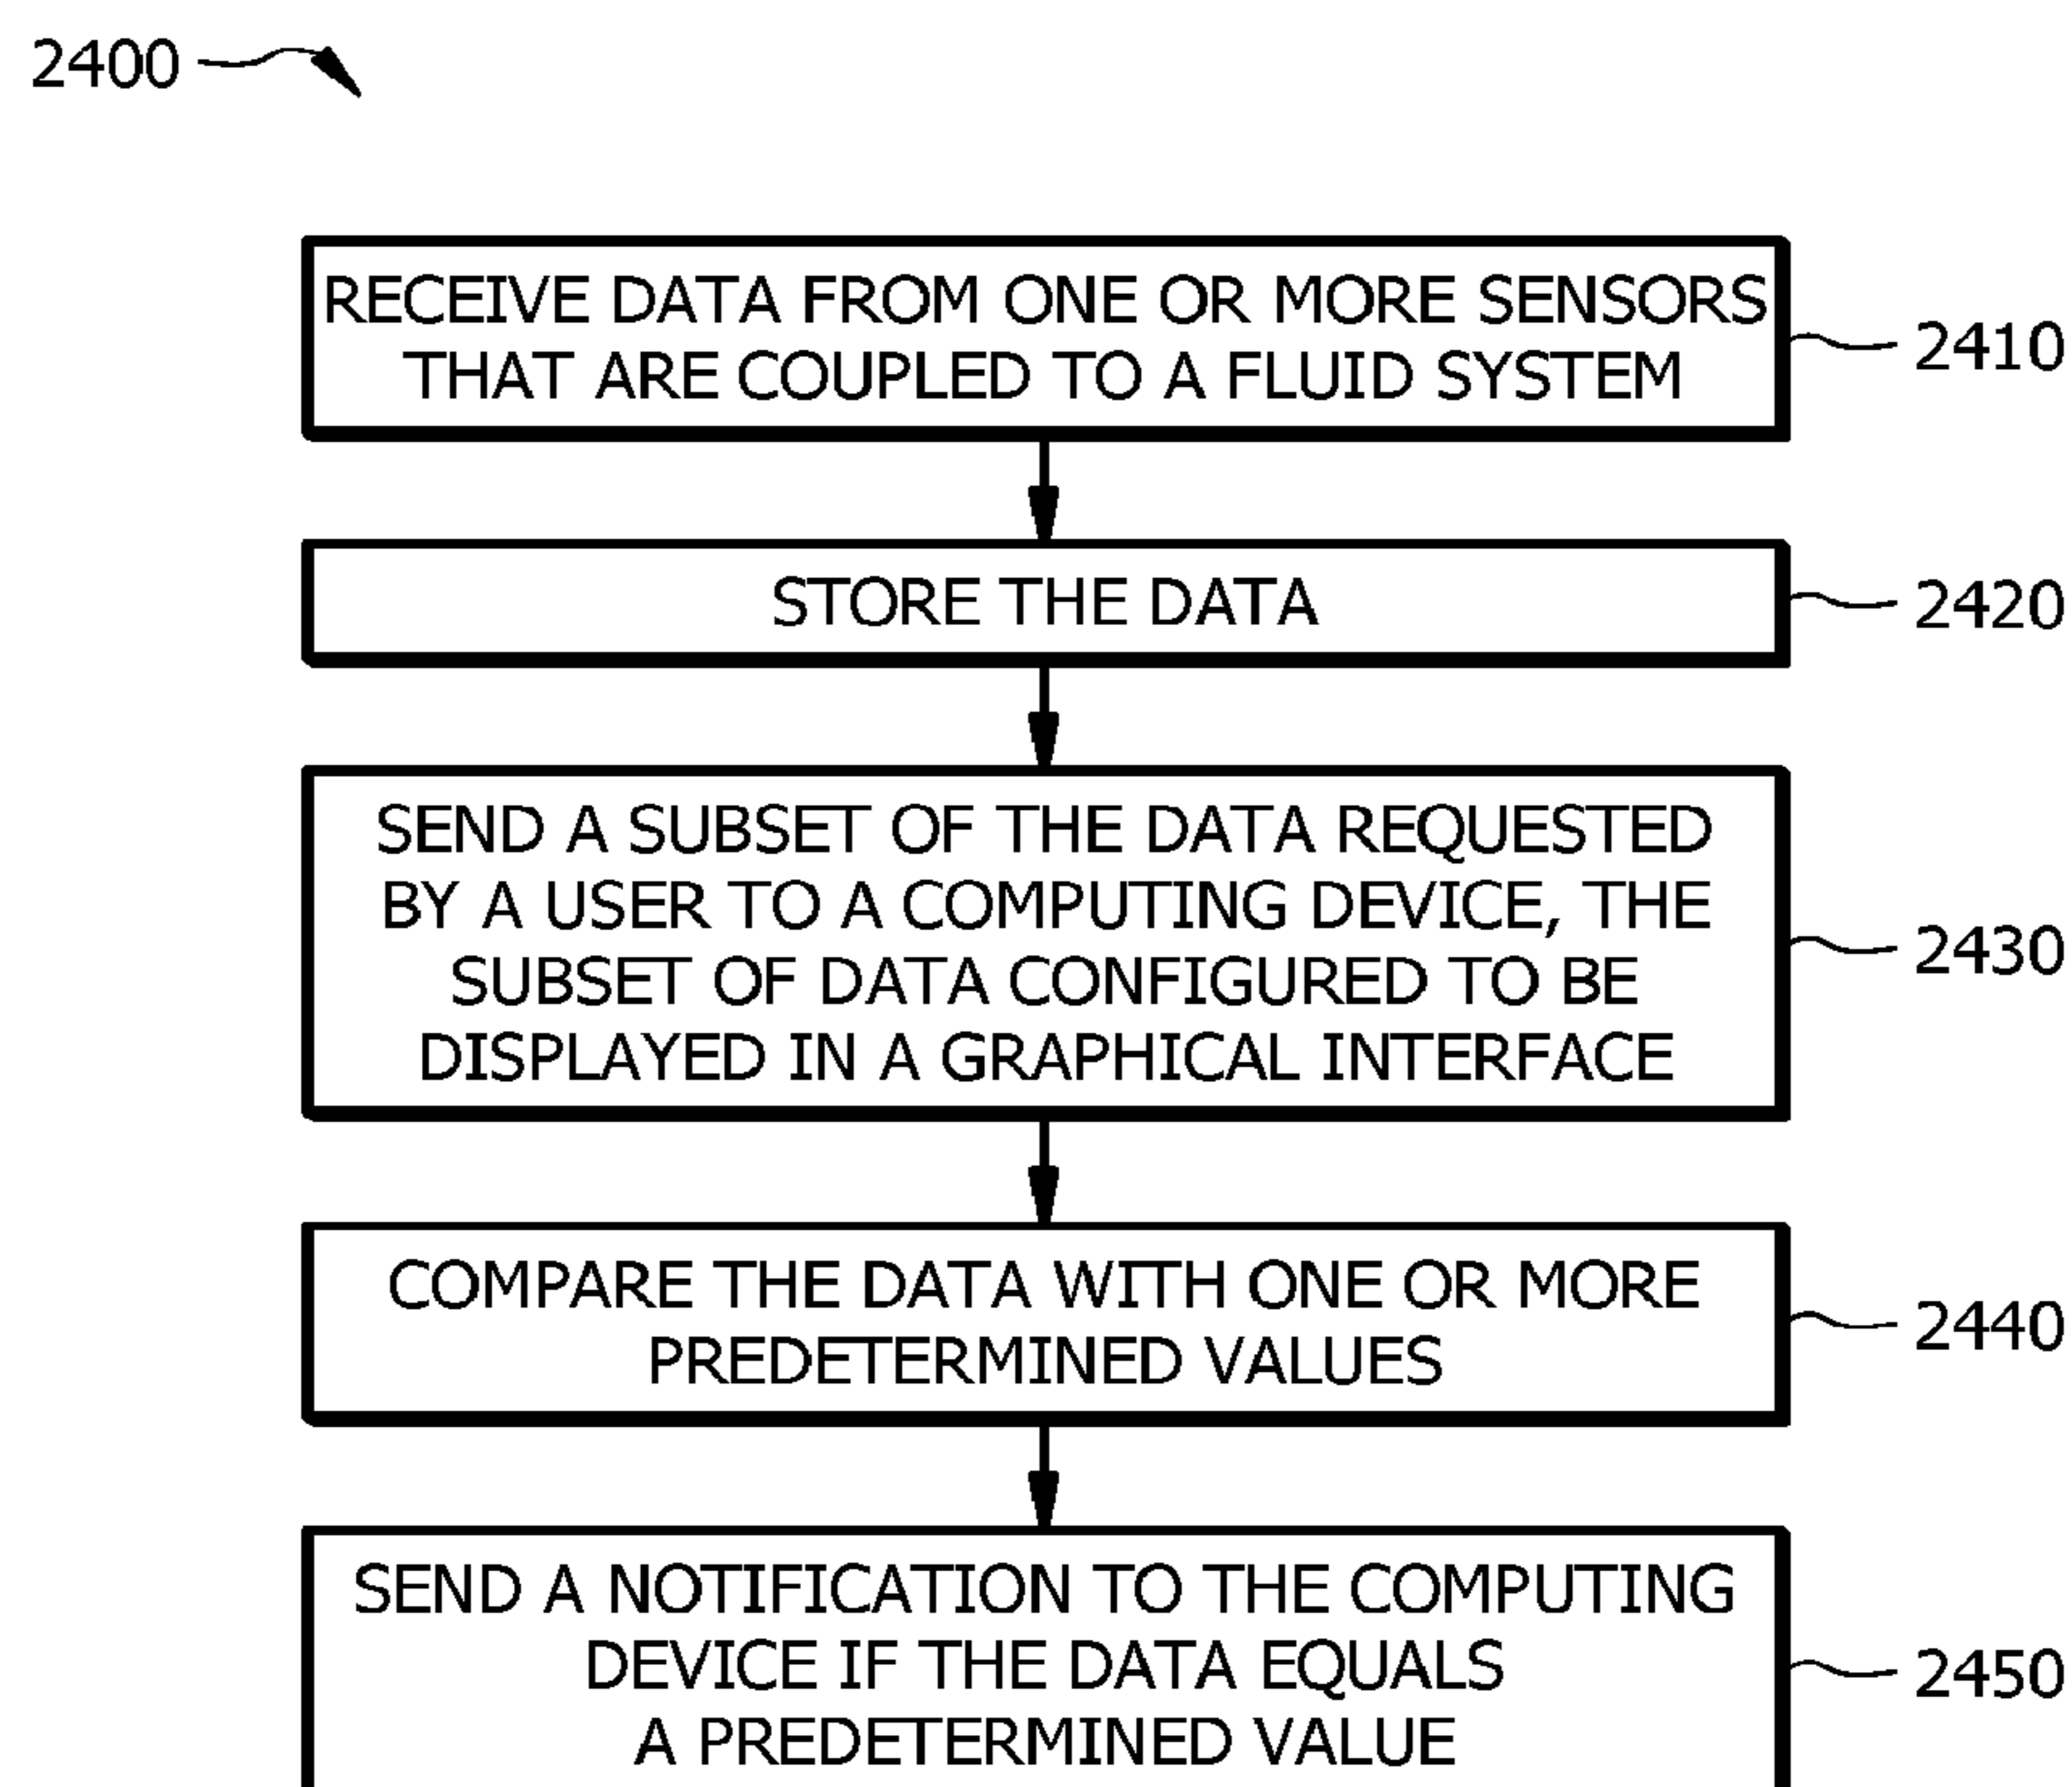 2400
RECEIVE DATA FROM ONE OR MORE SENSORS
THAT ARE COUPLED TO A FLUID SYSTEM
2410
STORE THE DATA
2420
SEND A SUBSET OF THE DATA REQUESTED
BY A USER TO A COMPUTING DEVICE, THE
SUBSET OF DATA CONFIGURED TO BE
DISPLAYED IN A GRAPHICAL INTERFACE
2430
COMPARE THE DATA WITH ONE OR MORE
PREDETERMINED VALUES
2440
SEND A NOTIFICATION TO THE COMPUTING
DEVICE IF THE DATA EQUALS
A PREDETERMINED VALUE
2450